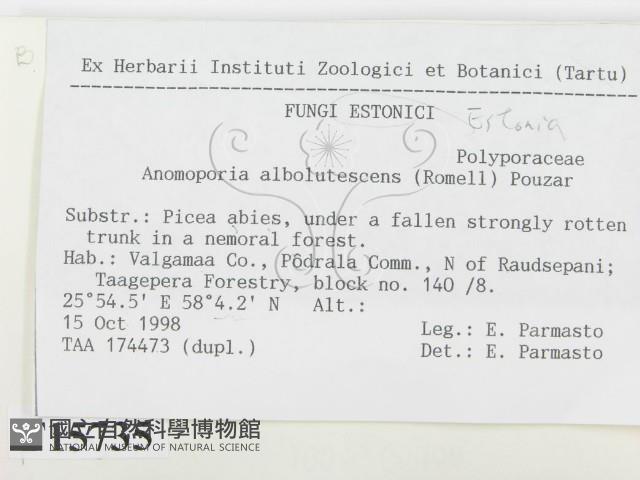 B
Ex Herbarii Instituti Zoologici et Botanici (Tartu)
FUNGI ESTONICI Estonia
Polyporaceae
Anomoporia albolutescens (Romell) Pouzar
Substr.: Picea abies, under a fallen strongly rotten
trunk in a nemoral forest.
Hab.: Valgamaa Co., Pôdrala Comm., N of Raudsepani;
Taagepera Forestry, block no. 140 /8.
25°54.5' E 58°4.2' N Alt.:
15 Oct 1998 Leg.: E. Parmasto
TAA 174473 (dupl.) Det.: E. Parmasto
15735
國立自然科學博物館
NATIONAL MUSEUM OF NATURAL SCIENCE